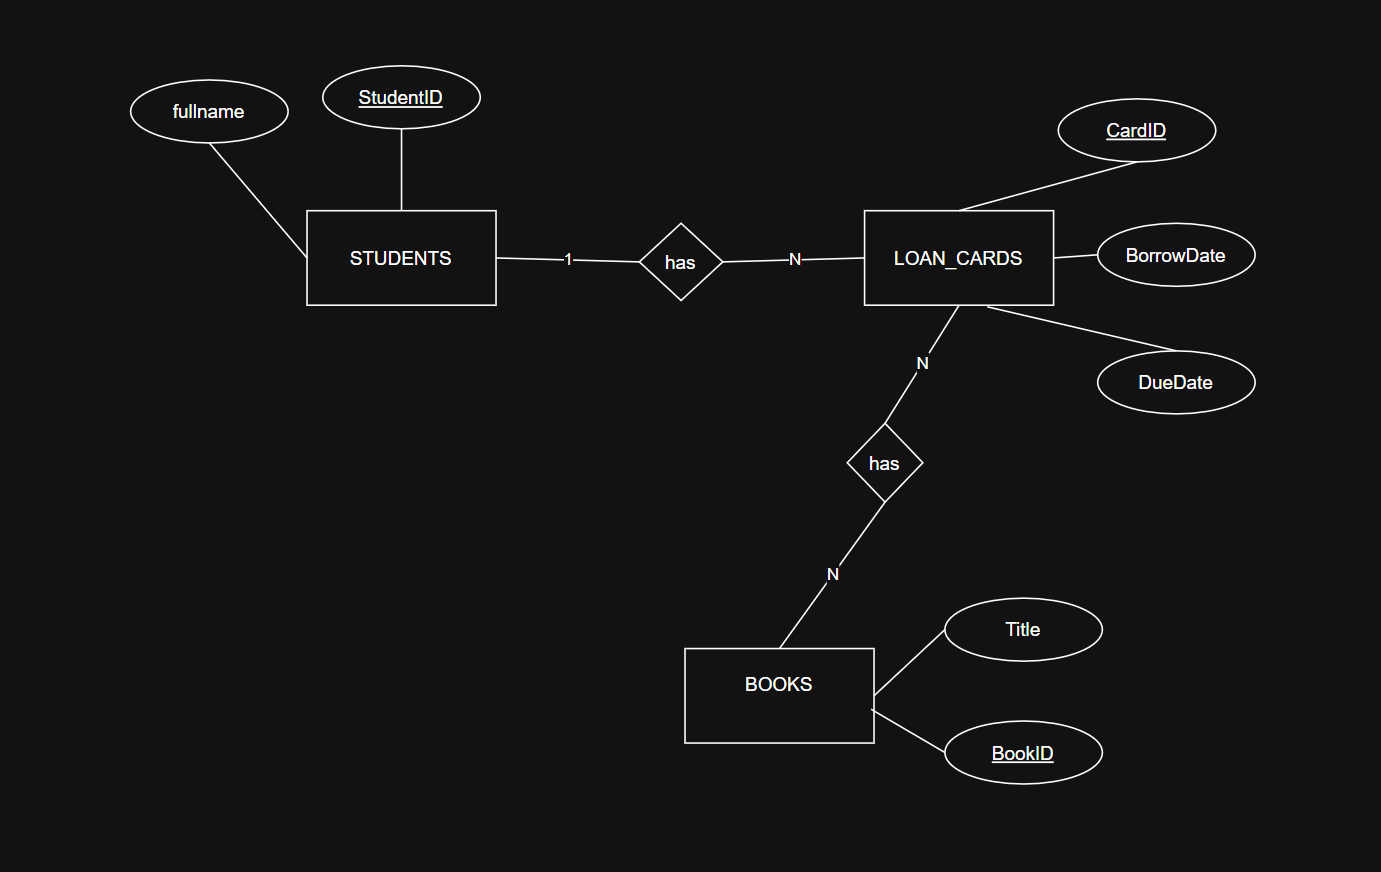 fullname
StudentID
CardID
STUDENTS
1
has
N
LOAN_CARDS
BorrowDate
N
DueDate
has
N
Title
BOOKS
BookID